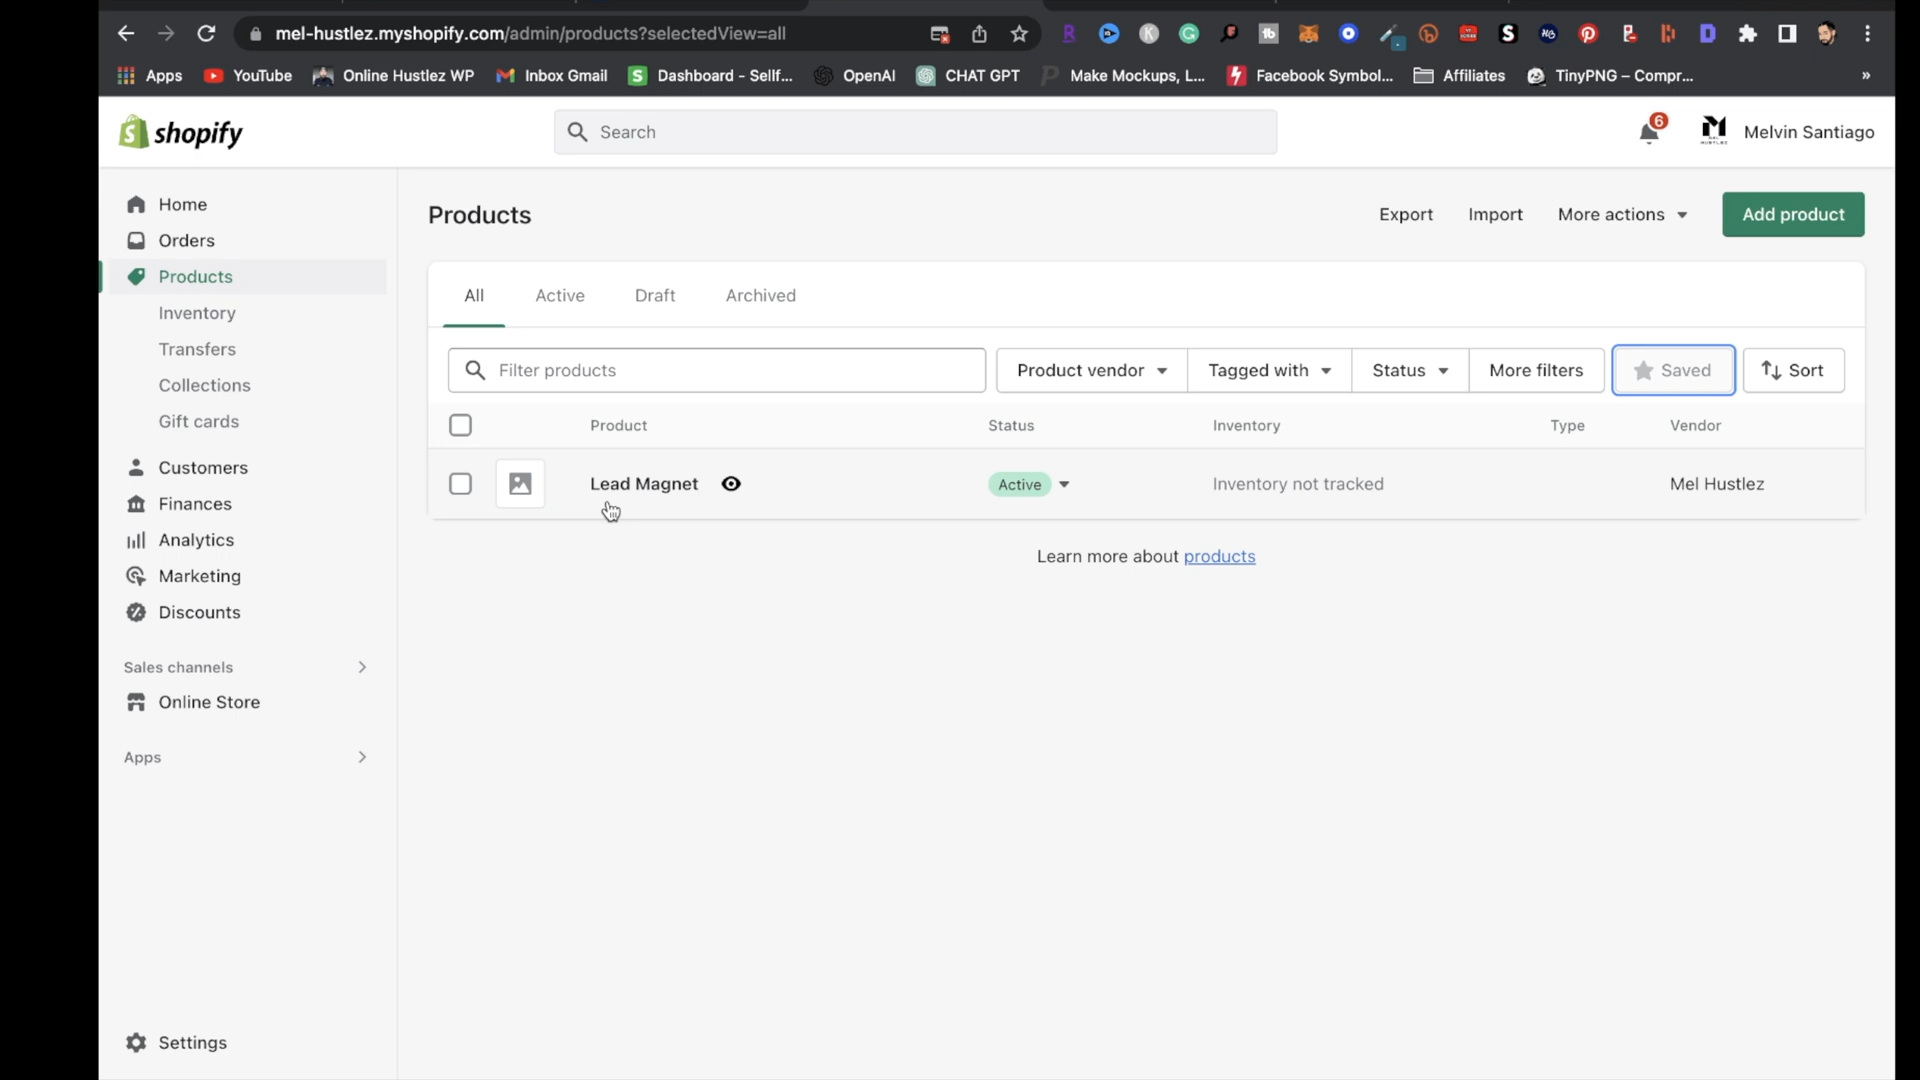 mel-hustlez.myshopify.com/admin/products?selectedView=all
Apps YouTube Online Hustlez WP Inbox Gmail Dashboard - Sellf... OpenAI CHAT GPT Make Mockups, L... Facebook Symbol... Affiliates TinyPNG – Compr... »
shopify
Search
6
Melvin Santiago
Home
Orders
Products
Inventory
Transfers
Collections
Gift cards
Customers
Finances
Analytics
Marketing
Discounts
Sales channels
Online Store
Apps
Settings
Products
Export Import More actions Add product
All Active Draft Archived
Filter products Product vendor Tagged with Status More filters Saved Sort
Product Status Inventory Type Vendor
Lead Magnet Active Inventory not tracked Mel Hustlez
Learn more about products